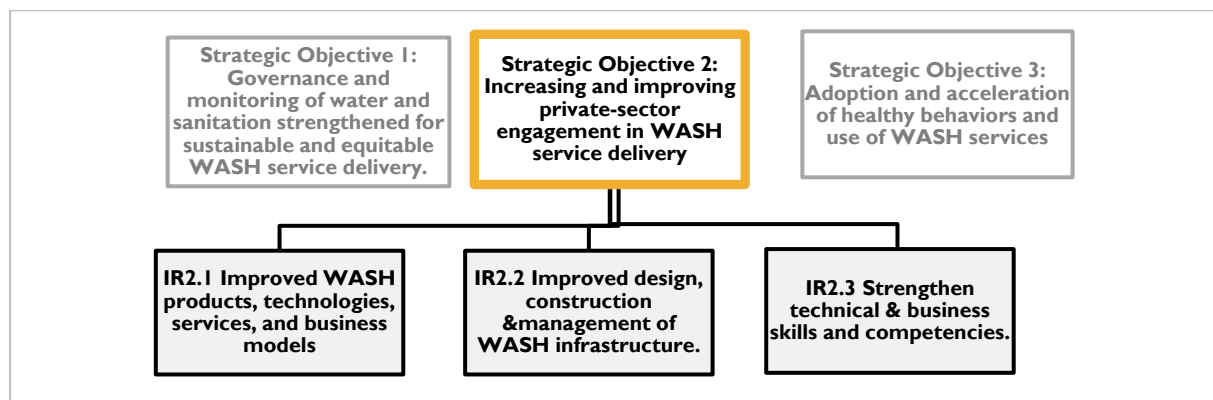 Strategic Objective 1:
Governance and
monitoring of water and
sanitation strengthened for
sustainable and equitable
WASH service delivery.
Strategic Objective 2:
Increasing and improving
private-sector
engagement in WASH
service delivery
Strategic Objective 3:
Adoption and acceleration
of healthy behaviors and
use of WASH services
IR2.1 Improved WASH
products, technologies,
services, and business
models
IR2.2 Improved design,
construction
&management of
WASH infrastructure.
IR2.3 Strengthen
technical & business
skills and competencies.